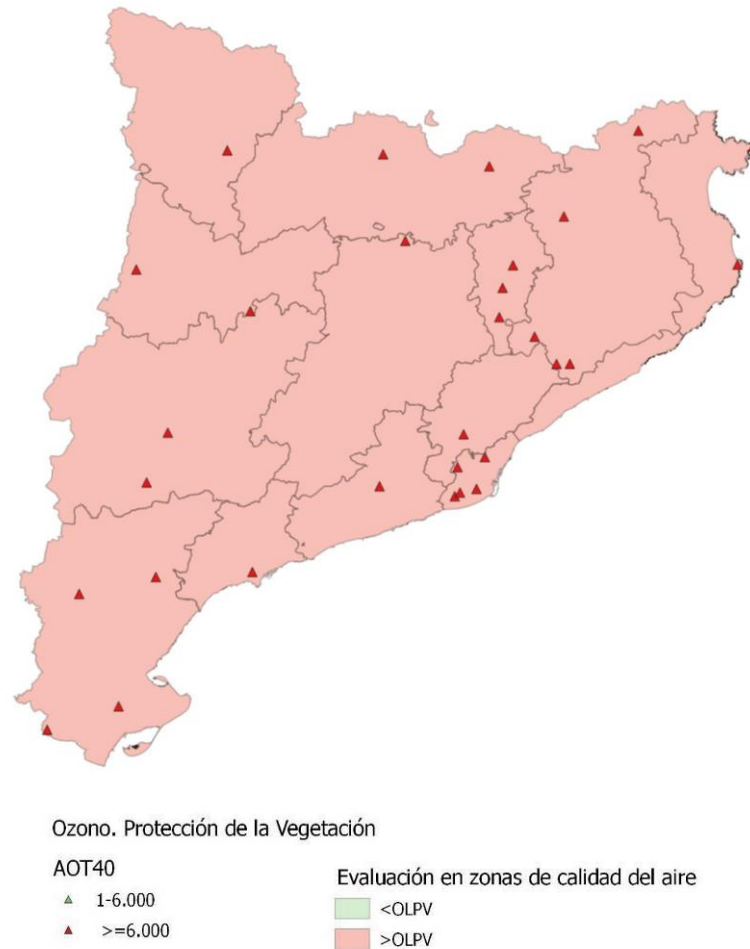 Ozono. Protección de la Vegetación
AOT40
1-6.000
>=6.000
Evaluación en zonas de calidad del aire
<OLPV
>OLPV